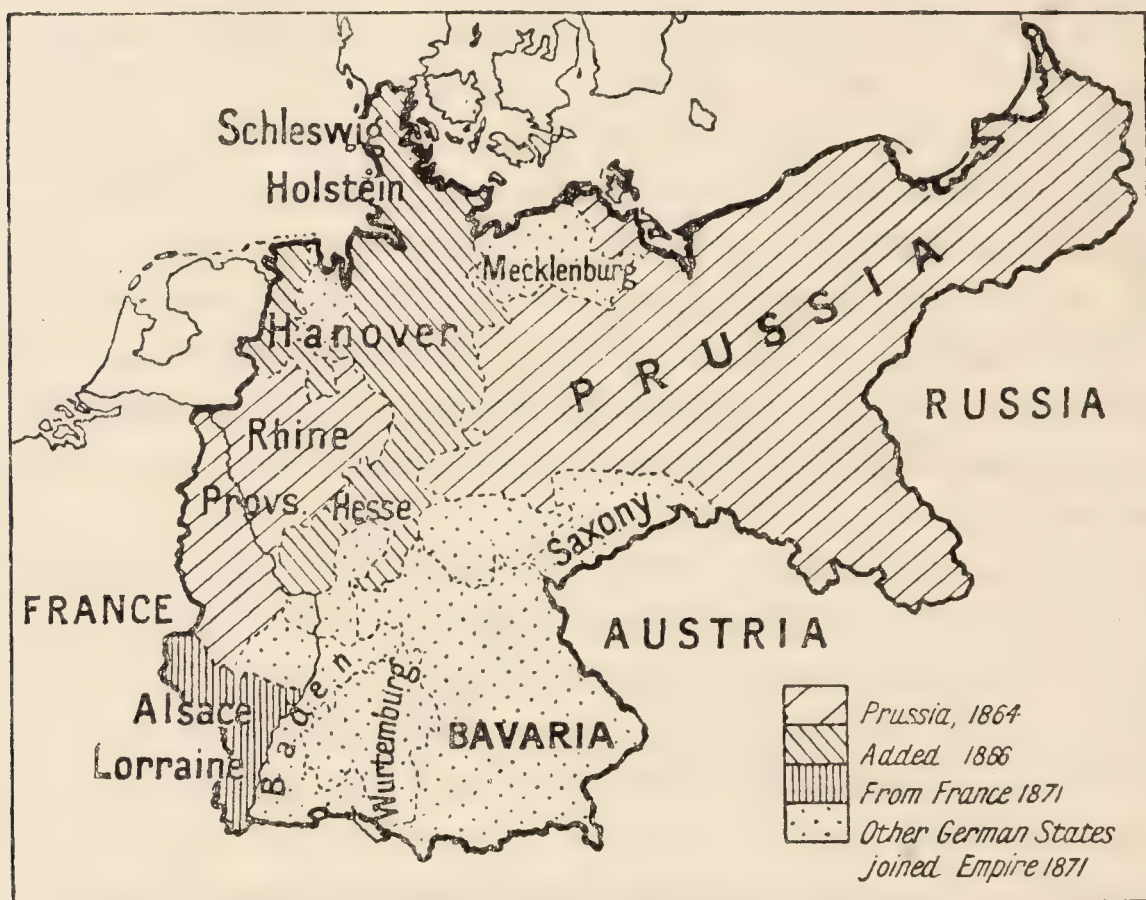 Schleswig
Holstein
Mecklenburg
Hanover
PRUSSIA
RUSSIA
Rhine
Provs
Hesse
Saxony
FRANCE
AUSTRIA
Alsace
Lorraine
Baden
Wurtemburg
BAVARIA
Prussia, 1864
Added 1866
From France 1871
Other German States
joined Empire 1871